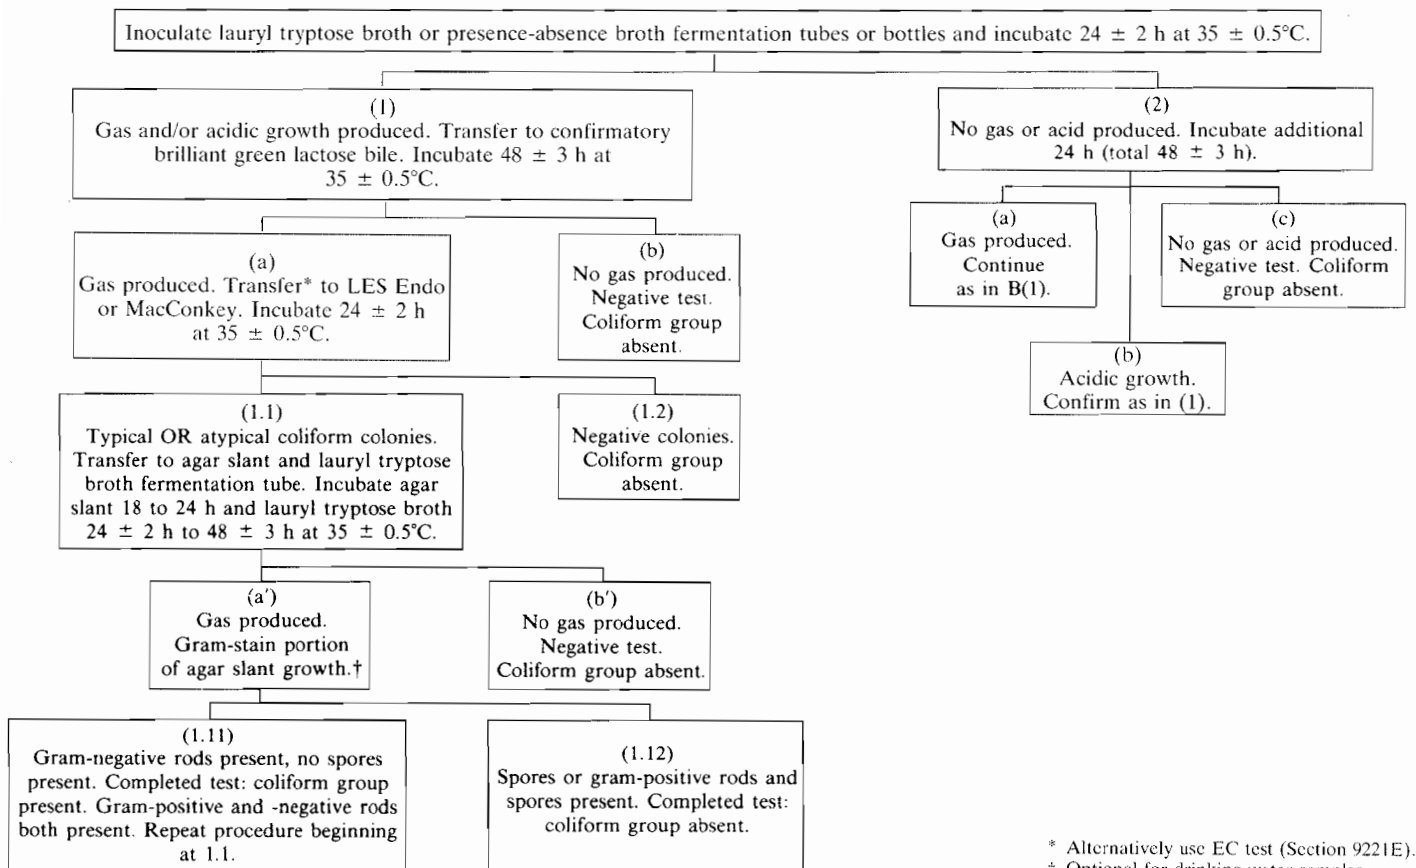 Inoculate lauryl tryptose broth or presence-absence broth fermentation tubes or bottles and incubate 24 ± 2 h at 35 ± 0.5°C.
(1)
Gas and/or acidic growth produced. Transfer to confirmatory
brilliant green lactose bile. Incubate 48 ± 3 h at
35 ± 0.5°C.
(2)
No gas or acid produced. Incubate additional
24 h (total 48 ± 3 h).
(a)
Gas produced. Transfer* to LES Endo
or MacConkey. Incubate 24 ± 2 h
at 35 ± 0.5°C.
(b)
No gas produced.
Negative test.
Coliform group
absent.
(a)
Gas produced.
Continue
as in B(1).
(c)
No gas or acid produced.
Negative test. Coliform
group absent.
(b)
Acidic growth.
Confirm as in (1).
(1.1)
Typical OR atypical coliform colonies.
Transfer to agar slant and lauryl tryptose
broth fermentation tube. Incubate agar
slant 18 to 24 h and lauryl tryptose broth
24 ± 2 h to 48 ± 3 h at 35 ± 0.5°C.
(1.2)
Negative colonies.
Coliform group
absent.
(a')
Gas produced.
Gram-stain portion
of agar slant growth.†
(b')
No gas produced.
Negative test.
Coliform group absent.
(1.11)
Gram-negative rods present, no spores
present. Completed test: coliform group
present. Gram-positive and -negative rods
both present. Repeat procedure beginning
at 1.1.
(1.12)
Spores or gram-positive rods and
spores present. Completed test:
coliform group absent.
* Alternatively use EC test (Section 9221E).
† Optional for drinking water samples